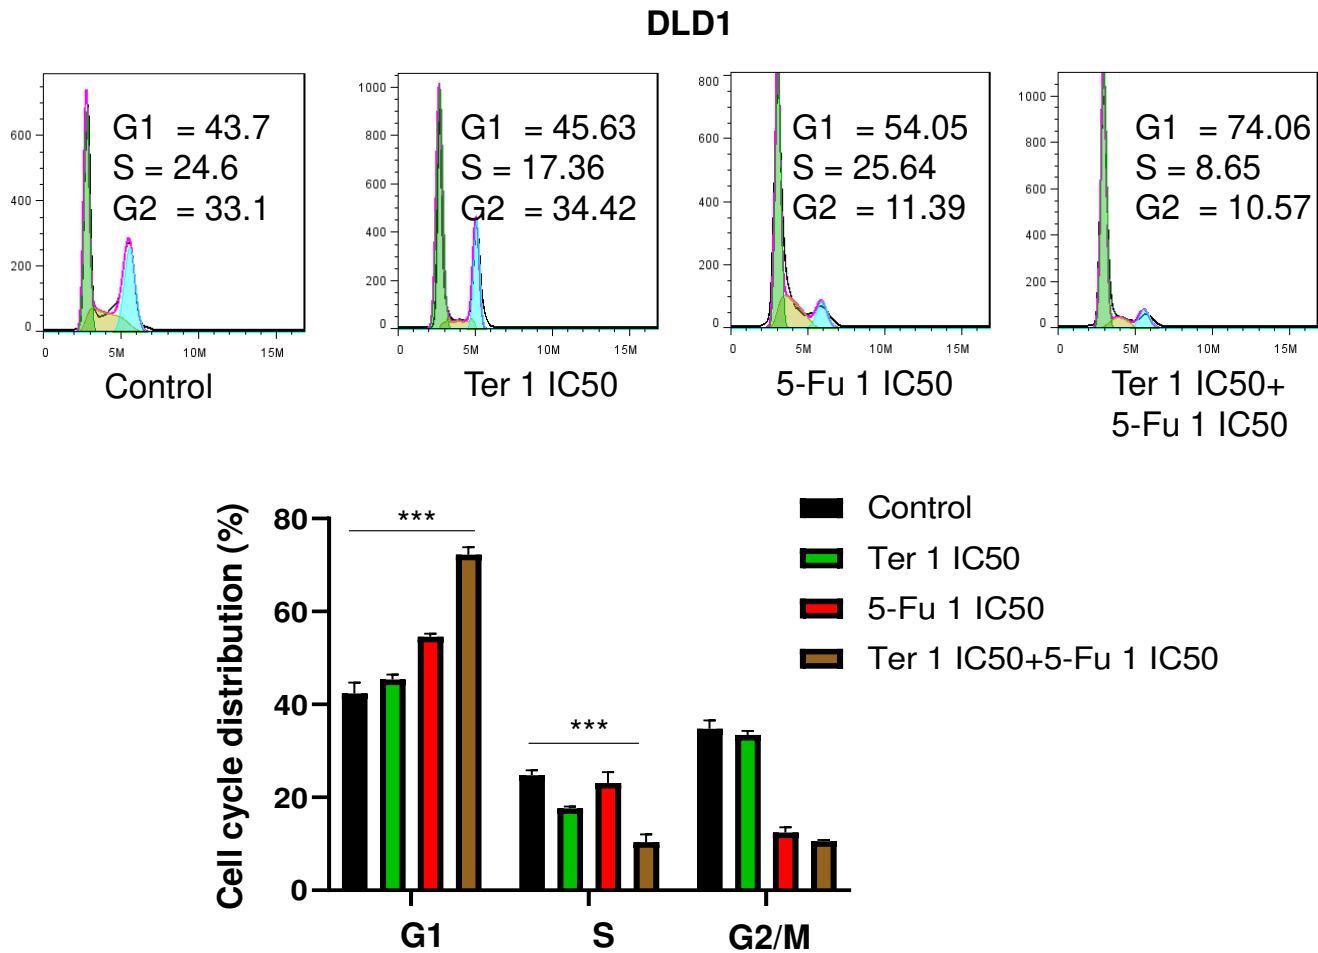 DLD1
600
400
200
0
0 5M 10M 15M
G1 = 43.7
S = 24.6
G2 = 33.1
Control
1000
800
600
400
200
0
0 5M 10M 15M
G1 = 45.63
S = 17.36
G2 = 34.42
Ter 1 IC50
800
600
400
200
0
0 5M 10M 15M
G1 = 54.05
S = 25.64
G2 = 11.39
5-Fu 1 IC50
1000
800
600
400
200
0
0 5M 10M 15M
G1 = 74.06
S = 8.65
G2 = 10.57
Ter 1 IC50+
5-Fu 1 IC50
Cell cycle distribution (%)
80
60
40
20
0
***
***
G1 S G2/M
Control
Ter 1 IC50
5-Fu 1 IC50
Ter 1 IC50+5-Fu 1 IC50